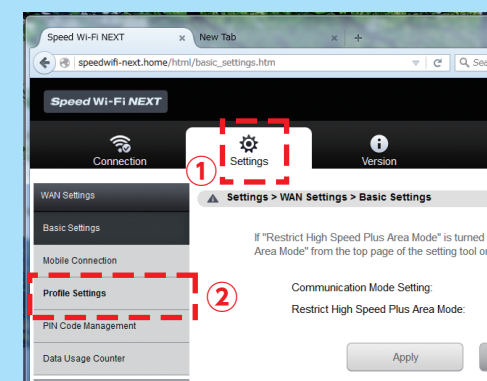 Speed Wi-Fi NEXT x New Tab x +
speedwifi-next.home/html/basic_settings.htm
Speed Wi-Fi NEXT
Connection Settings Version
①
WAN Settings
Settings > WAN Settings > Basic Settings
Basic Settings
If "Restrict High Speed Plus Area Mode" is turned
Area Mode" from the top page of the setting tool
Mobile Connection
Communication Mode Setting:
Profile Settings
②
Restrict High Speed Plus Area Mode:
PIN Code Management
Data Usage Counter
Apply